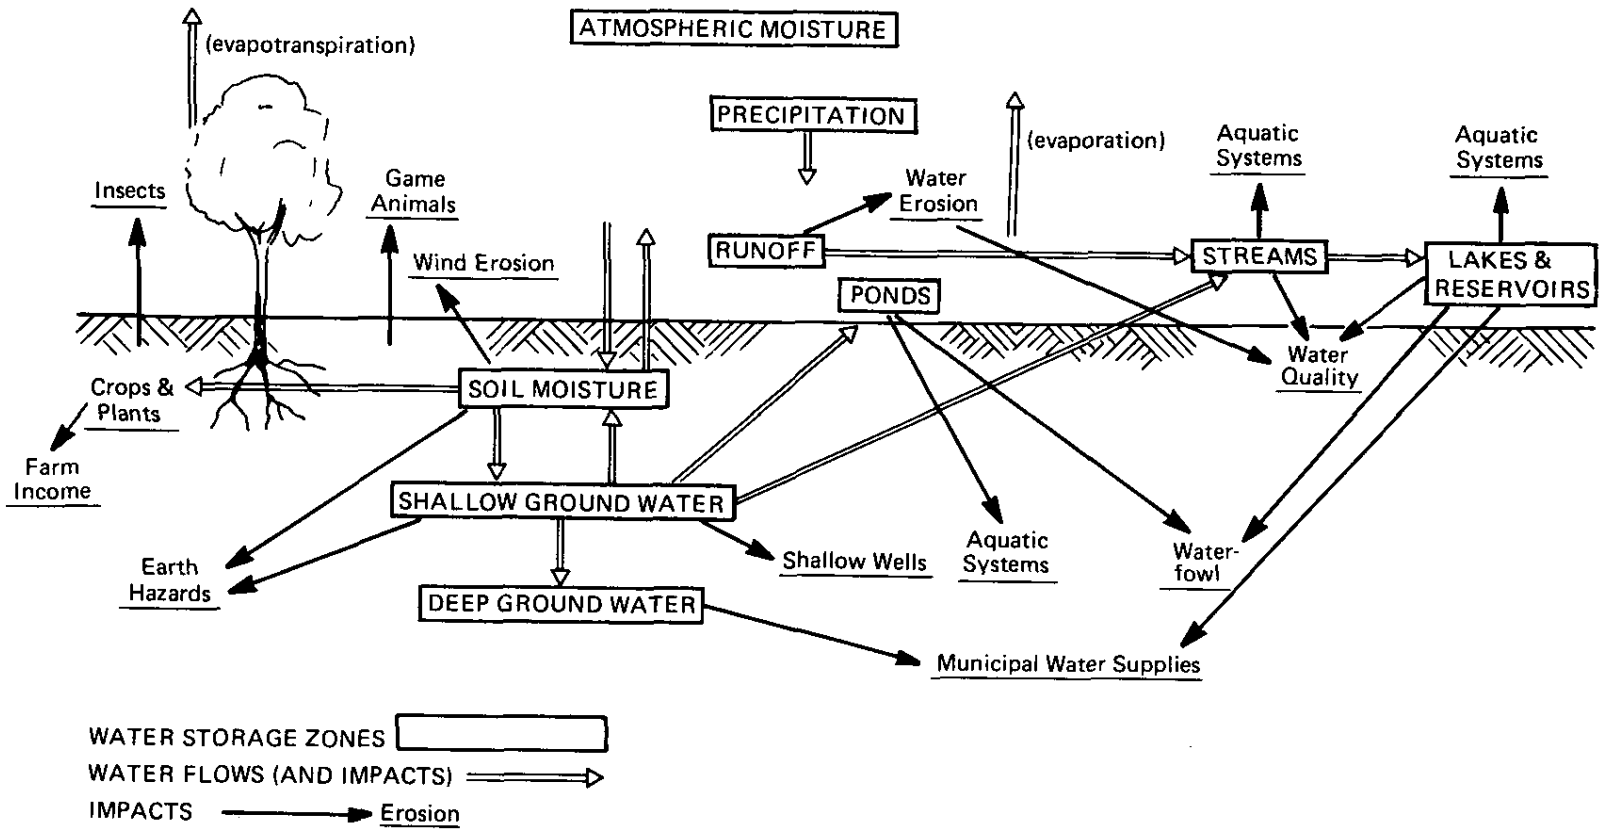 ATMOSPHERIC MOISTURE
(evapotranspiration)
PRECIPITATION
(evaporation)
Aquatic
Systems
Aquatic
Systems
Insects
Game
Animals
Water
Erosion
Wind Erosion
RUNOFF
STREAMS
LAKES &
RESERVOIRS
PONDS
Water
Quality
Crops &
Plants
SOIL MOISTURE
Farm
Income
SHALLOW GROUND WATER
Earth
Hazards
Shallow Wells
Aquatic
Systems
Water-
fowl
DEEP GROUND WATER
Municipal Water Supplies
WATER STORAGE ZONES
WATER FLOWS (AND IMPACTS)
IMPACTS Erosion